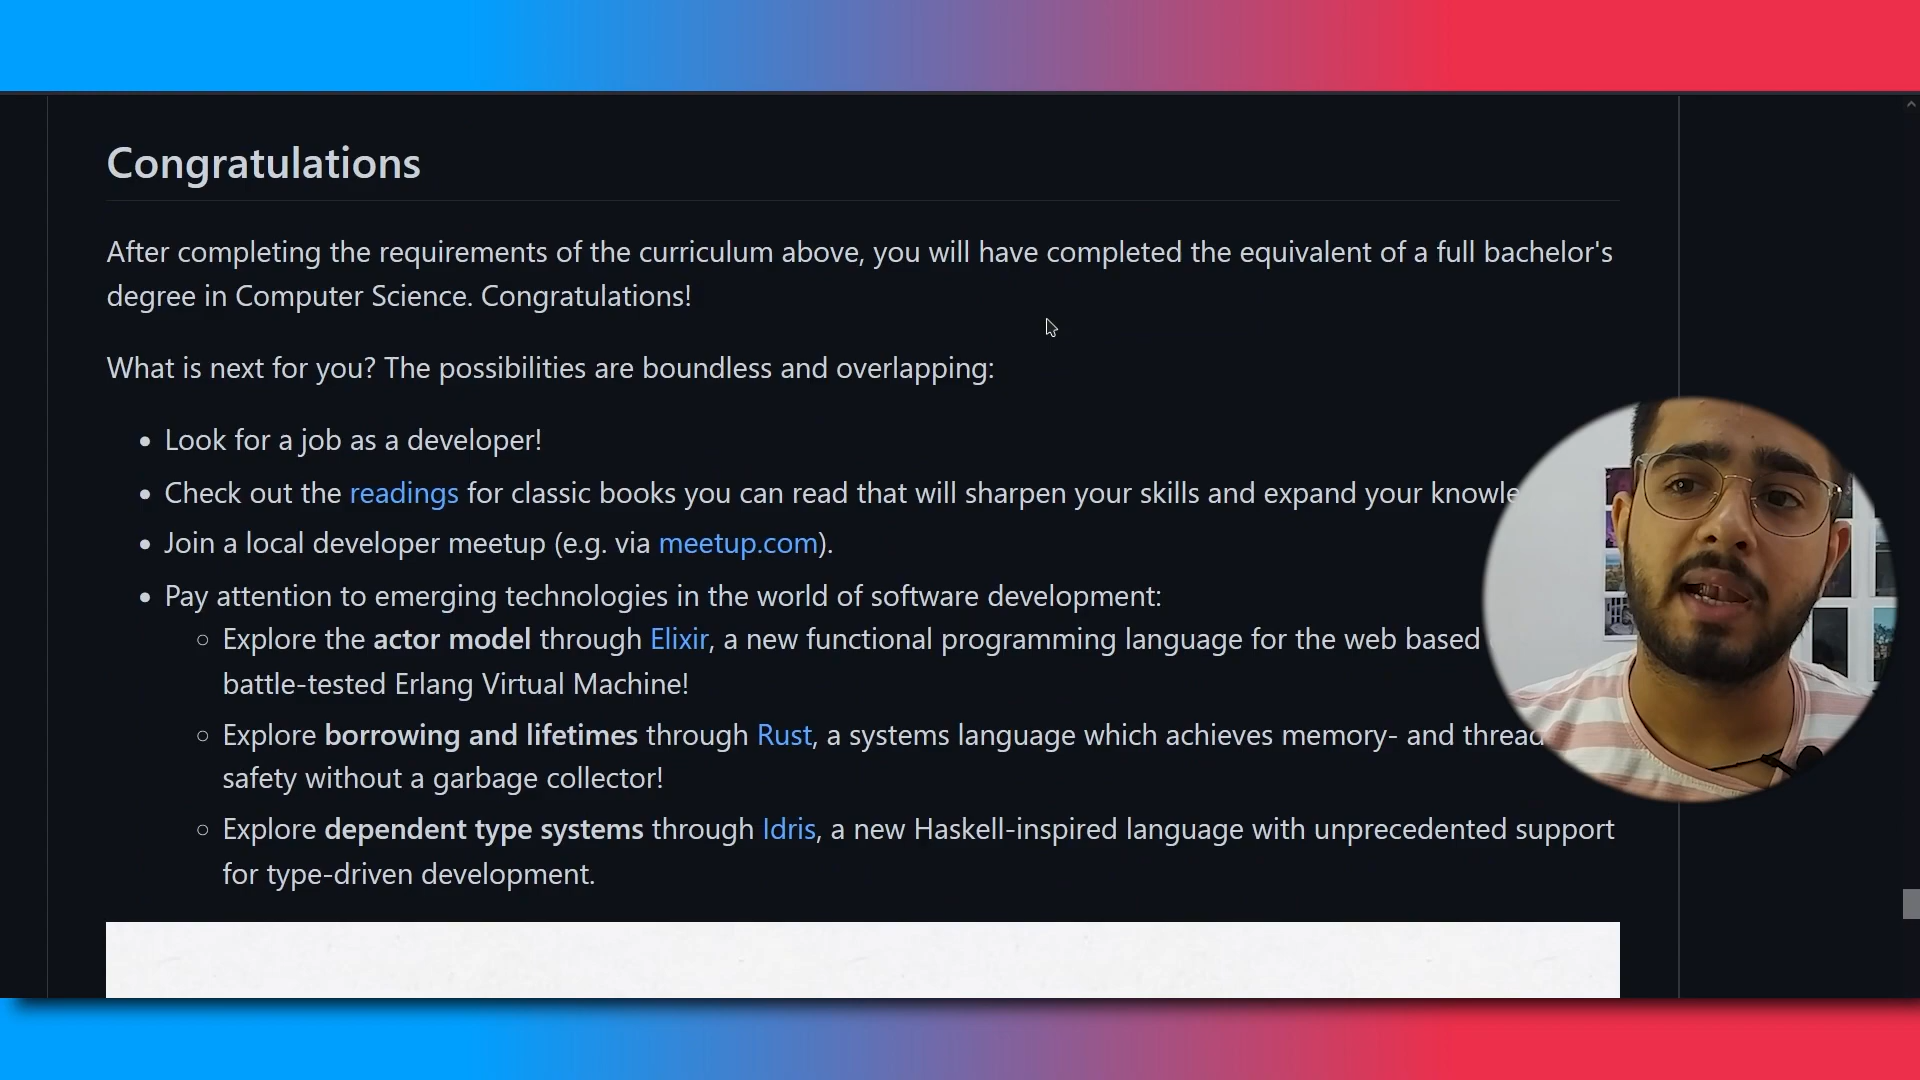 Congratulations
After completing the requirements of the curriculum above, you will have completed the equivalent of a full bachelor's
degree in Computer Science. Congratulations!
What is next for you? The possibilities are boundless and overlapping:
Look for a job as a developer!
Check out the readings for classic books you can read that will sharpen your skills and expand your
Join a local developer meetup (e.g. via meetup.com).
Pay attention to emerging technologies in the world of software development:
Explore the actor model through Elixir, a new functional programming language for the web based
battle-tested Erlang Virtual Machine!
Explore borrowing and lifetimes through Rust, a systems language which achieves memory- and thread
safety without a garbage collector!
Explore dependent type systems through Idris, a new Haskell-inspired language with unprecedented support
for type-driven development.